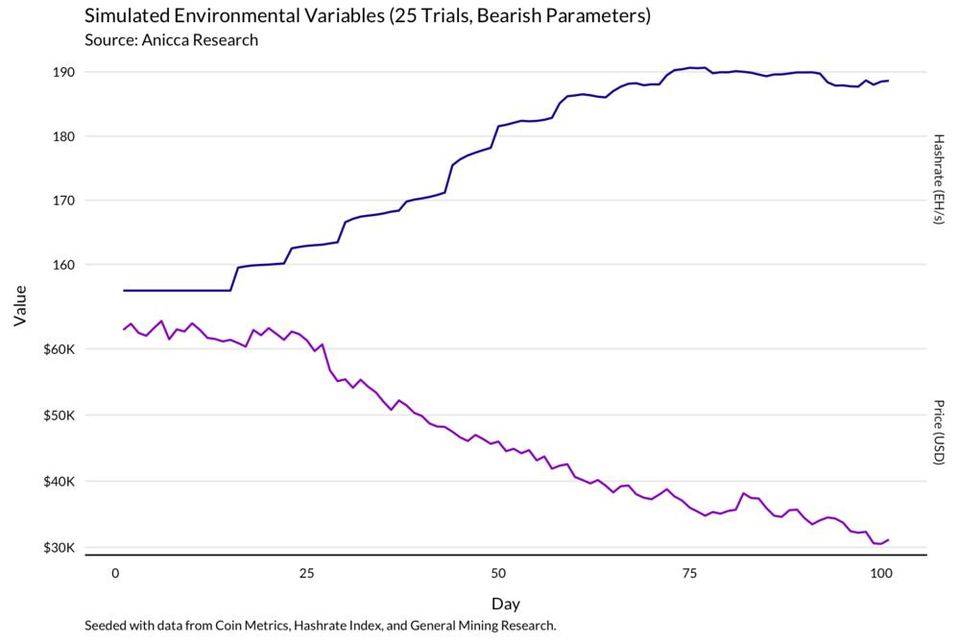 Simulated Environmental Variables (25 Trials, Bearish Parameters)
Source: Anicca Research
190
180
170
160
Hashrate (EH/s)
Value
$60K
$50K
$40K
$30K
Price (USD)
0 25 50 75 100
Day
Seeded with data from Coin Metrics, Hashrate Index, and General Mining Research.